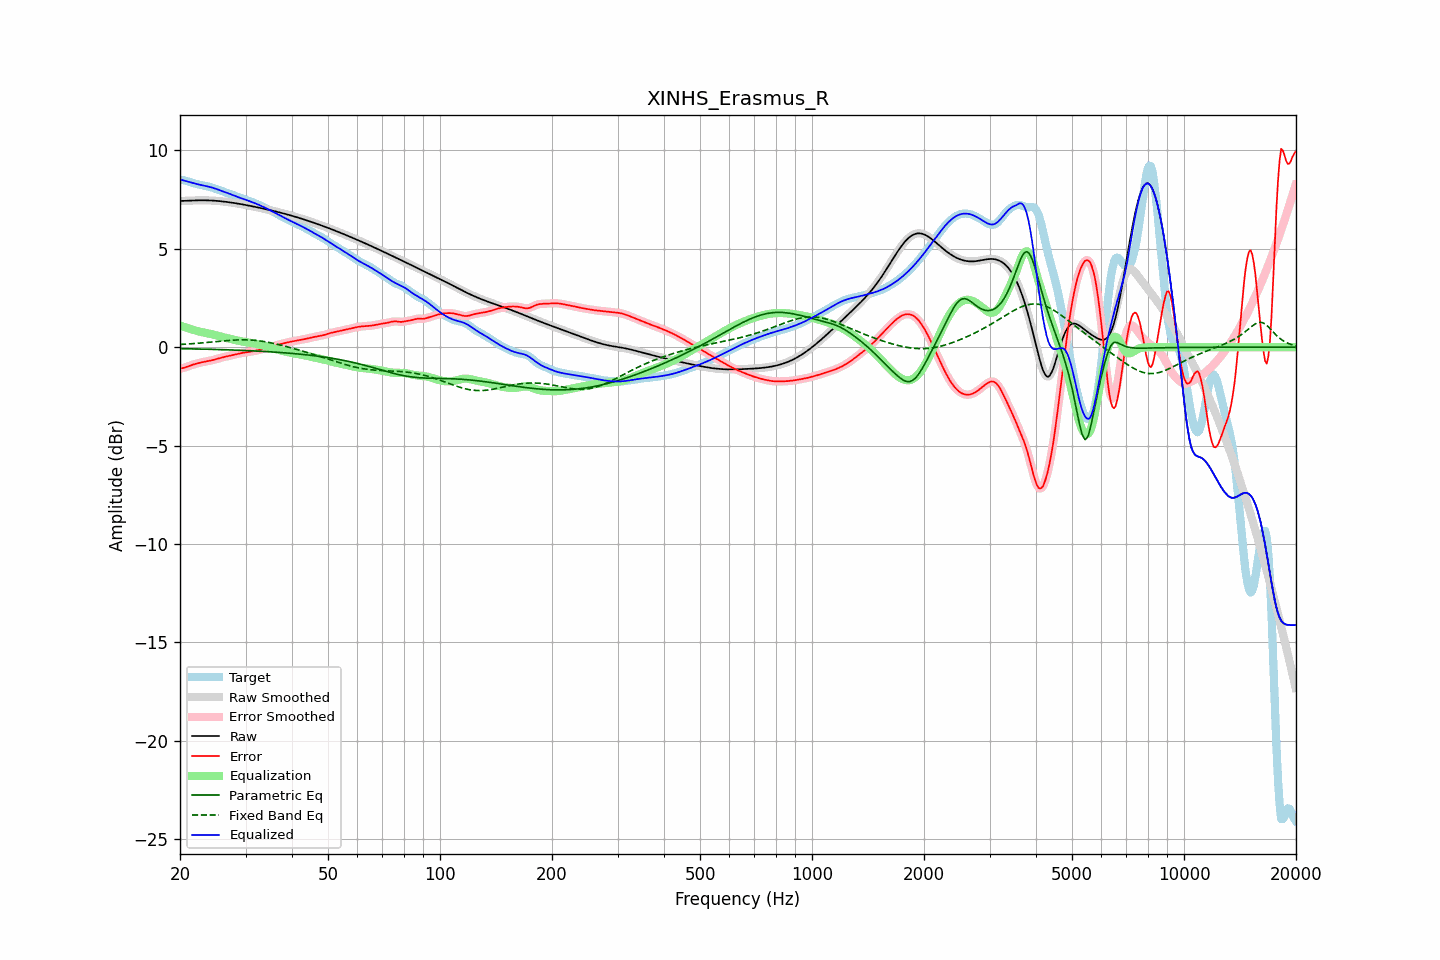 XINHS_Erasmus_R
Amplitude (dBr)
10
5
0
−5
−10
−15
−20
−25
Target
Raw Smoothed
Error Smoothed
Raw
Error
Equalization
Parametric Eq
Fixed Band Eq
Equalized
20 50 100 200 500 1000 2000 5000 10000 20000
Frequency (Hz)